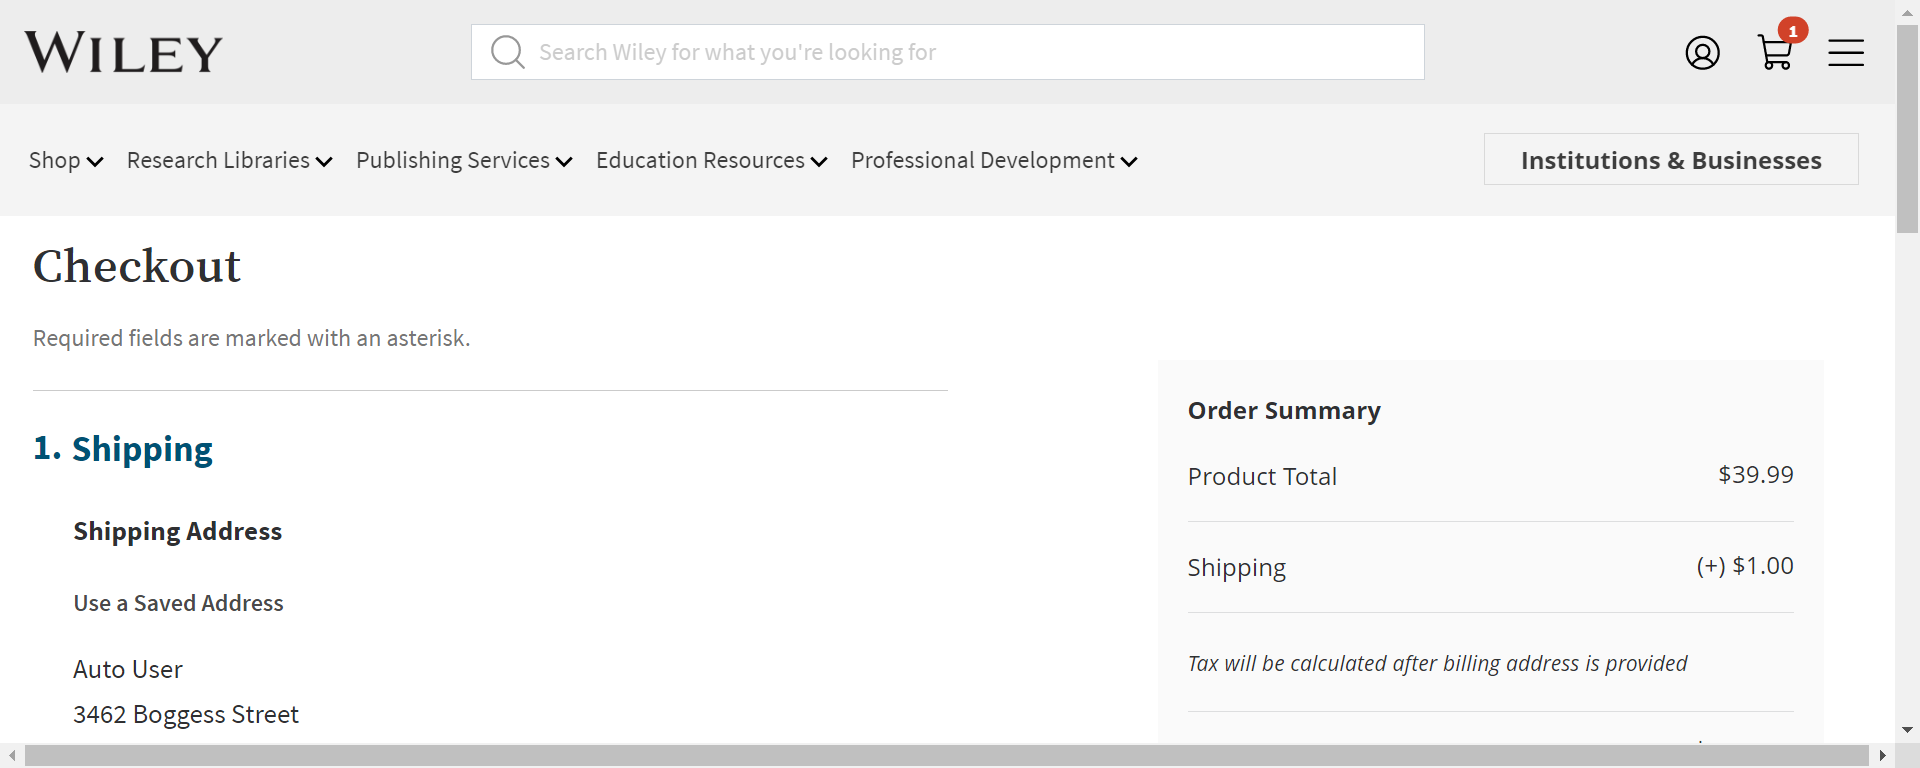 WILEY
Search Wiley for what you're looking for
1
Shop
Research Libraries
Publishing Services
Education Resources
Professional Development
Institutions & Businesses
Checkout
Required fields are marked with an asterisk.
1. Shipping
Shipping Address
Use a Saved Address
Auto User
3462 Boggess Street
Order Summary
Product Total $39.99
Shipping (+) $1.00
Tax will be calculated after billing address is provided